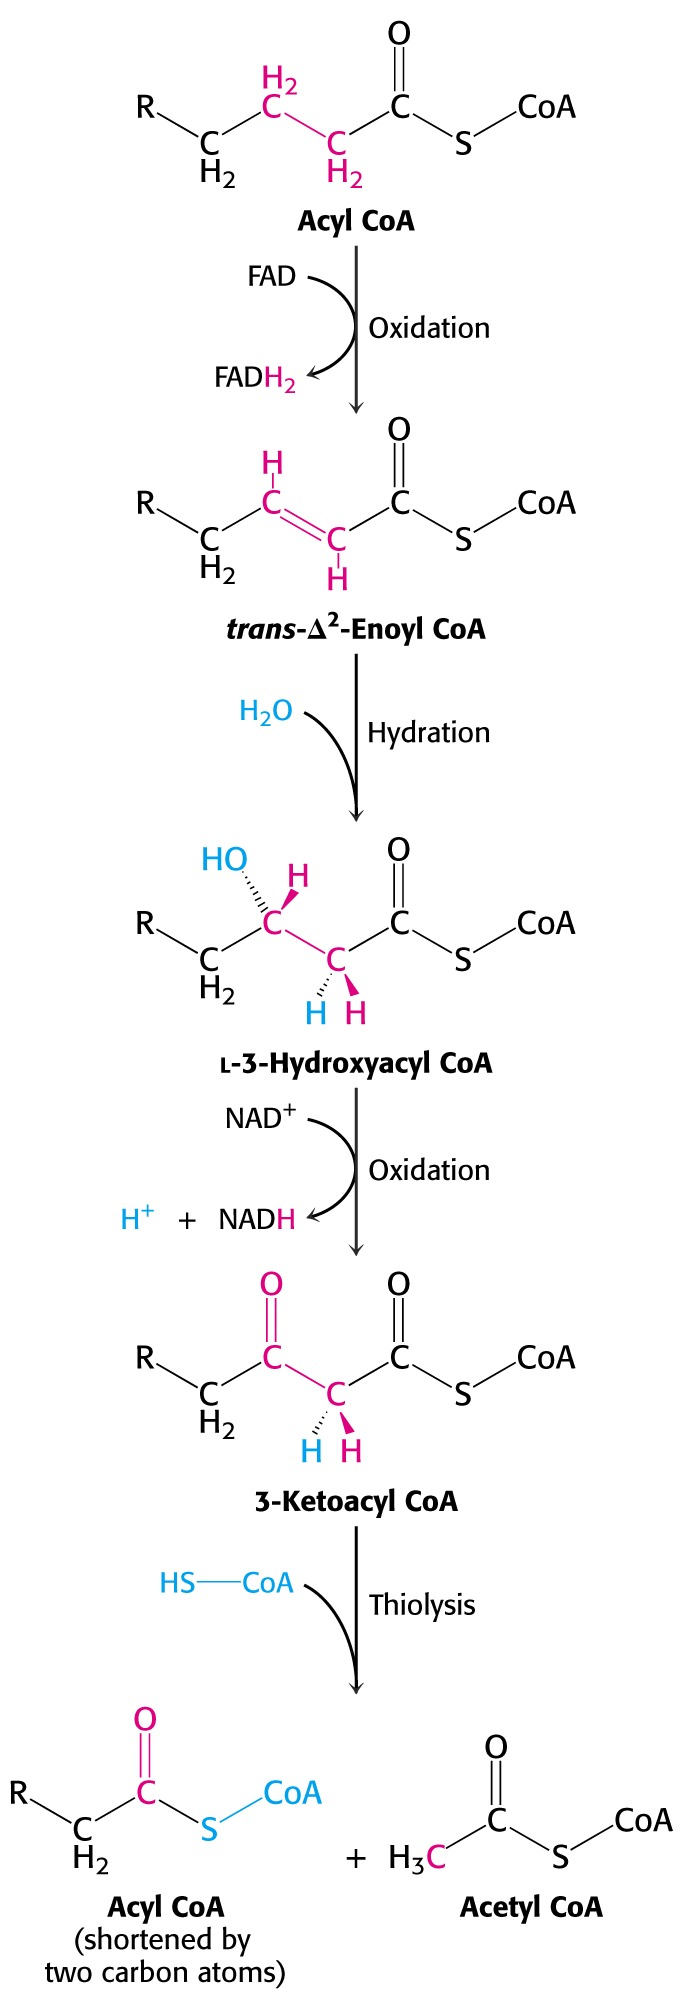 O
H₂
R C C S CoA
C C
H₂ H₂
Acyl CoA
FAD
Oxidation
FADH₂
O
H
R C C CoA
C C S
H₂ H
trans-Δ²-Enoyl CoA
H₂O
Hydration
O
HO H
R C C CoA
C C S
H₂ H H
L-3-Hydroxyacyl CoA
NAD⁺
Oxidation
H⁺ + NADH
O O
R C C CoA
C C S
H₂ H H
3-Ketoacyl CoA
HS—CoA
Thiolysis
O O
R C CoA C CoA
C S + H₃C S
H₂
Acyl CoA Acetyl CoA
(shortened by
two carbon atoms)